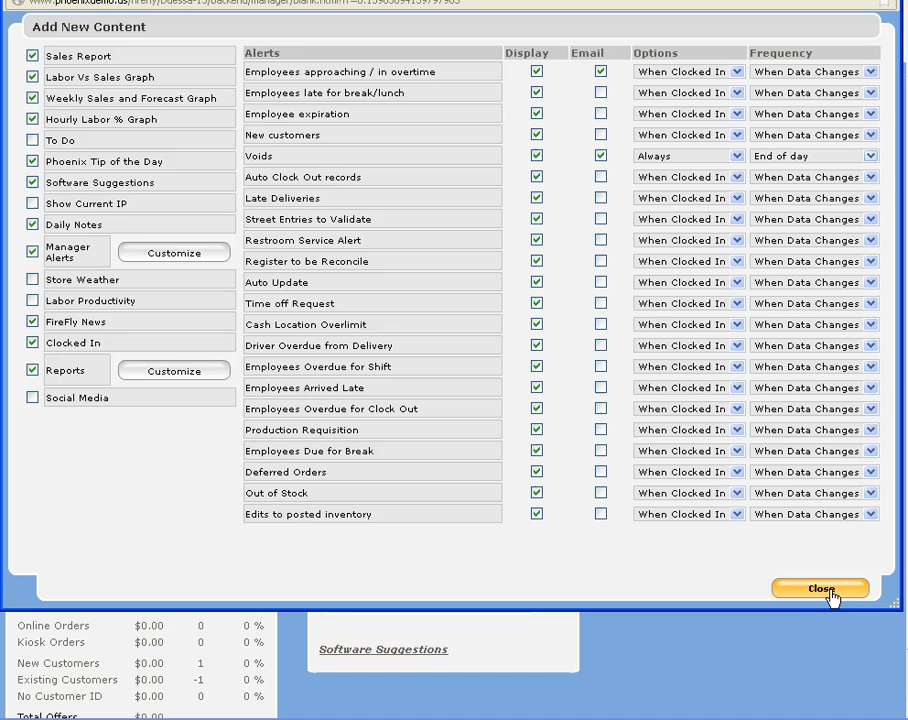 Add New Content
Sales Report
Labor Vs Sales Graph
Weekly Sales and Forecast Graph
Hourly Labor % Graph
To Do
Phoenix Tip of the Day
Software Suggestions
Show Current IP
Daily Notes
Manager
Alerts
Customize
Store Weather
Labor Productivity
FireFly News
Clocked In
Reports
Customize
Social Media
Alerts Display Email Options Frequency
Employees approaching / in overtime When Clocked In When Data Changes
Employees late for break/lunch When Clocked In When Data Changes
Employee expiration When Clocked In When Data Changes
New customers When Clocked In When Data Changes
Voids Always End of day
Auto Clock Out records When Clocked In When Data Changes
Late Deliveries When Clocked In When Data Changes
Street Entries to Validate When Clocked In When Data Changes
Restroom Service Alert When Clocked In When Data Changes
Register to be Reconcile When Clocked In When Data Changes
Auto Update When Clocked In When Data Changes
Time off Request When Clocked In When Data Changes
Cash Location Overlimit When Clocked In When Data Changes
Driver Overdue from Delivery When Clocked In When Data Changes
Employees Overdue for Shift When Clocked In When Data Changes
Employees Arrived Late When Clocked In When Data Changes
Employees Overdue for Clock Out When Clocked In When Data Changes
Production Requisition When Clocked In When Data Changes
Employees Due for Break When Clocked In When Data Changes
Deferred Orders When Clocked In When Data Changes
Out of Stock When Clocked In When Data Changes
Edits to posted inventory When Clocked In When Data Changes
Close
Online Orders $0.00 0 0 %
Kiosk Orders $0.00 0 0 %
New Customers $0.00 1 0 %
Existing Customers $0.00 -1 0 %
No Customer ID $0.00 0 0 %
Total Offers $0.00
Software Suggestions